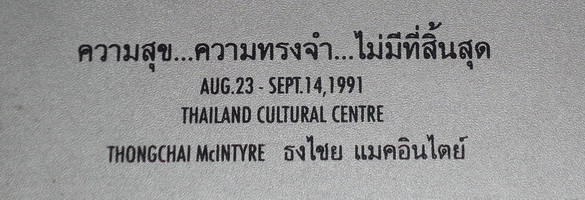 ความสุข...ความทรงจำ...ไม่มีที่สิ้นสุด
AUG.23 - SEPT.14,1991
THAILAND CULTURAL CENTRE
THONGCHAI McINTYRE ธงไชย แมคอินไตย์